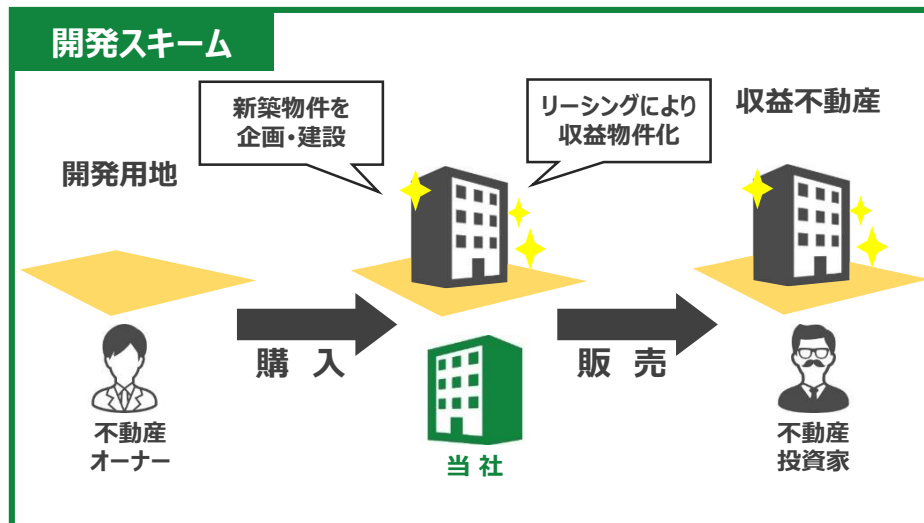 開発スキーム
新築物件を
企画・建設
リーシングにより
収益物件化
収益不動産
開発用地
購 入
販 売
不動産
オーナー
当 社
不動産
投資家